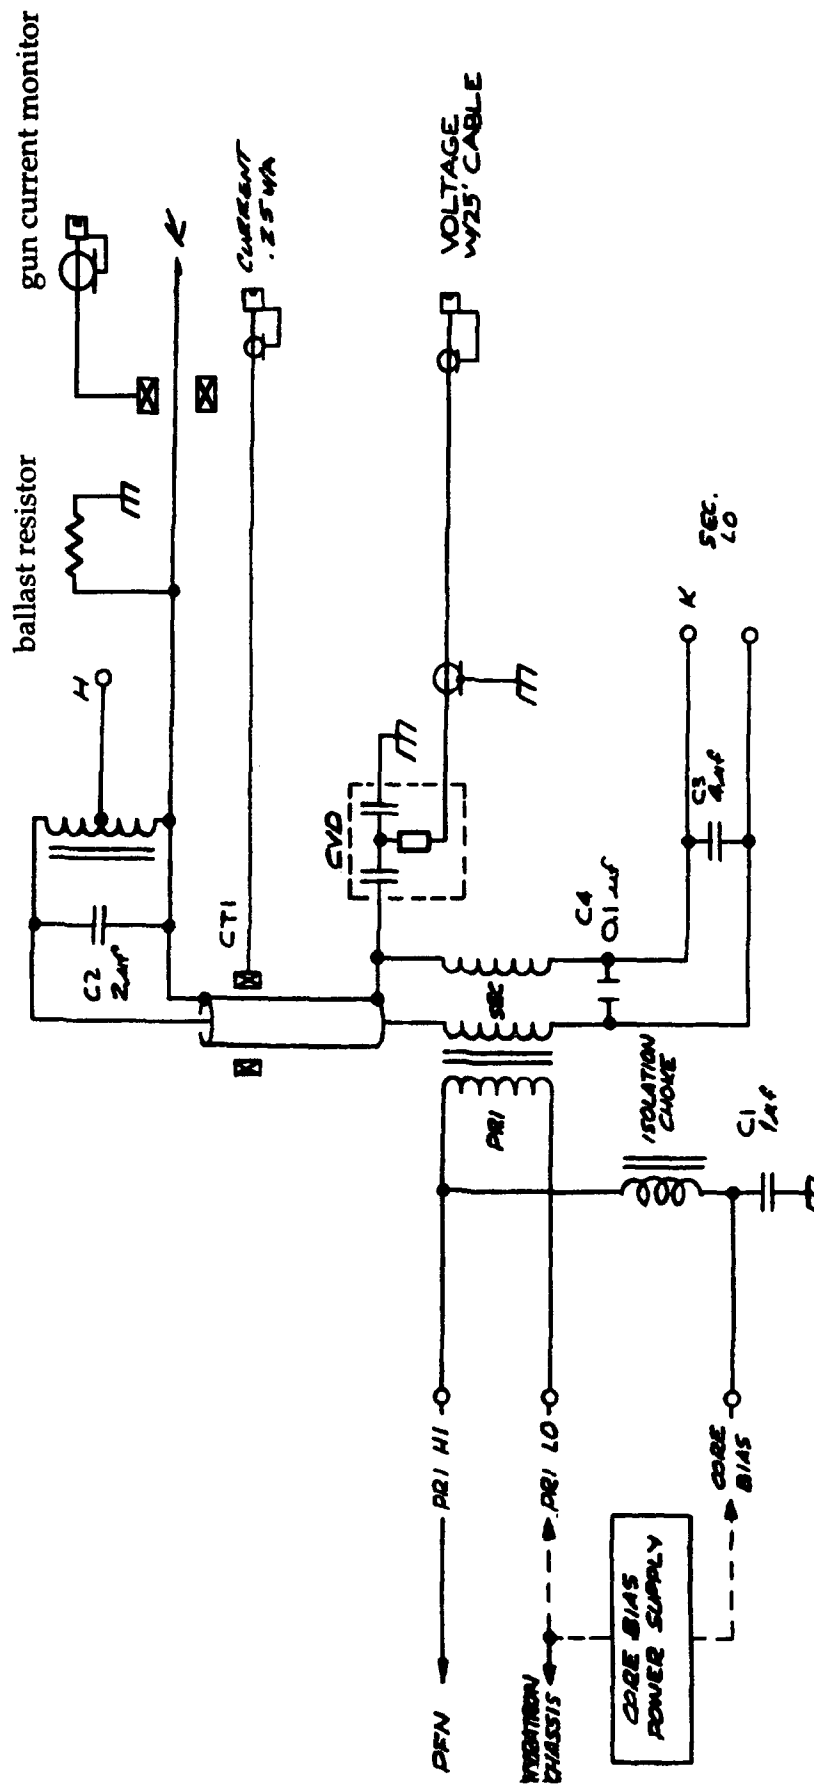 gun current monitor
ballast resistor
K
H
CURRENT
.25 V/A
VOLTAGE
W/25' CABLE
C2
2µf
CT1
CVD
SEC
PRI
C4
0.1 µf
C3
4µf
K
SEC.
LO
ISOLATION
CHOKE
C1
1µf
PFN
PRI HI
CHASSIS
PRI LO
CORE BIAS
POWER SUPPLY
CORE
BIAS